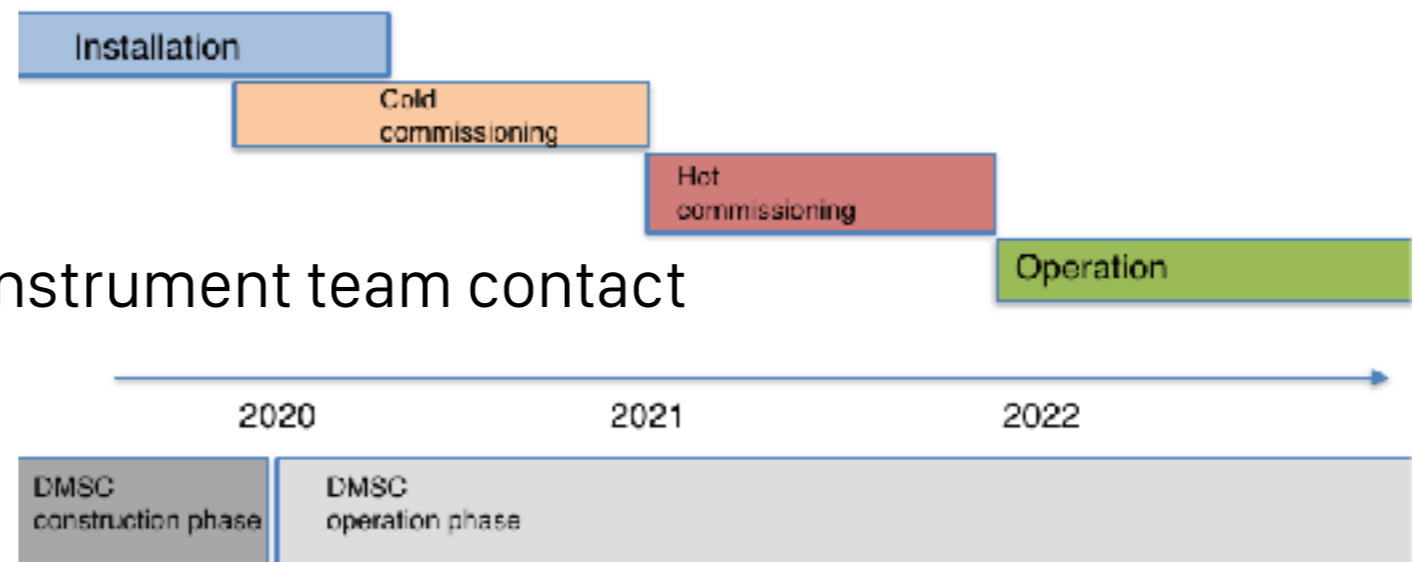 Installation
Cold
commissioning
Hot
commissioning
Operation
nstrument team contact
2020
2021
2022
DMSC
construction phase
DMSC
operation phase